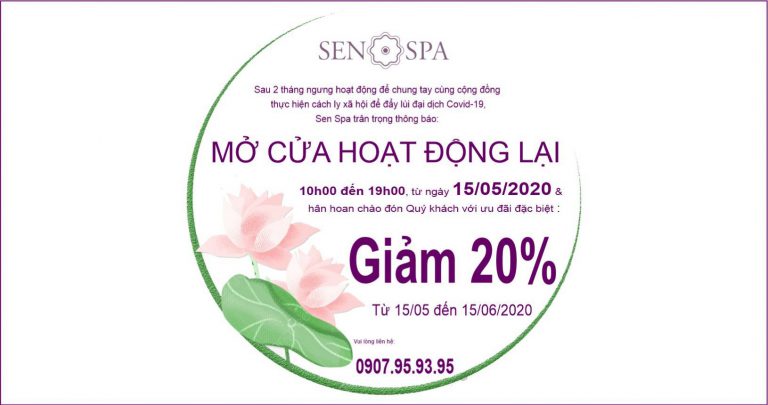 SEN SPA
Sau 2 tháng ngưng hoạt động để chung tay cùng cộng đồng
thực hiện cách ly xã hội để đẩy lúi đại dịch Covid-19,
Sen Spa trân trọng thông báo:
MỞ CỬA HOẠT ĐỘNG LẠI
10h00 đến 19h00, từ ngày 15/05/2020 &
hân hoan chào đón Quý khách với ưu đãi đặc biệt :
Giảm 20%
Từ 15/05 đến 15/06/2020
Vui lòng liên hệ:
0907.95.93.95